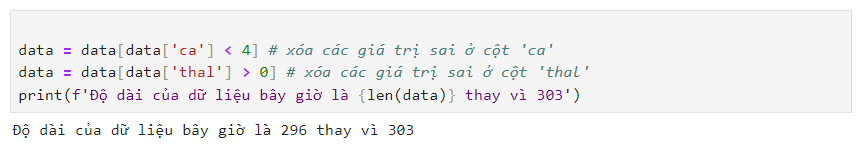 data = data[data['ca'] < 4] # xóa các giá trị sai ở cột 'ca'
data = data[data['thal'] > 0] # xóa các giá trị sai ở cột 'thal'
print(f'Độ dài của dữ liệu bây giờ là {len(data)} thay vì 303')
Độ dài của dữ liệu bây giờ là 296 thay vì 303